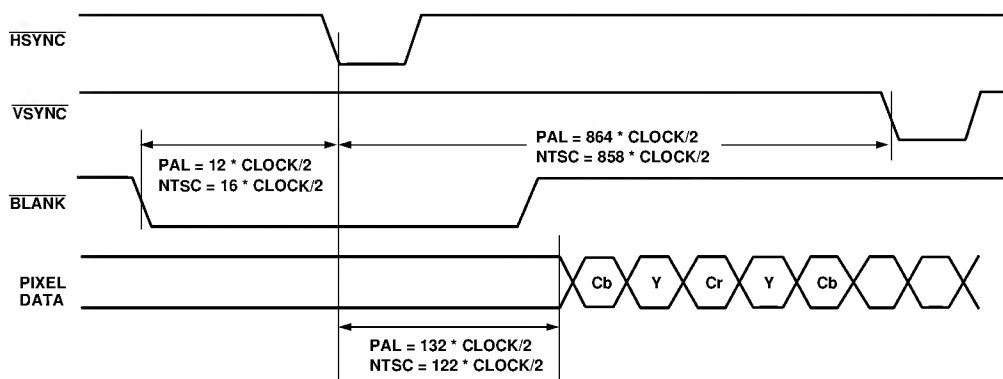 HSYNC
VSYNC
PAL = 864 * CLOCK/2
NTSC = 858 * CLOCK/2
PAL = 12 * CLOCK/2
NTSC = 16 * CLOCK/2
BLANK
PIXEL
DATA
Cb Y Cr Y Cb
PAL = 132 * CLOCK/2
NTSC = 122 * CLOCK/2